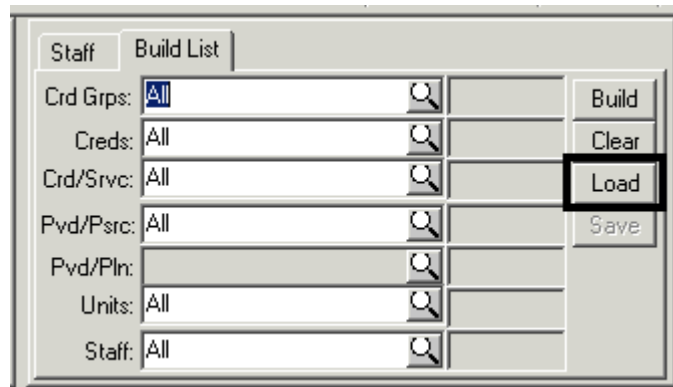 Staff Build List
Crd Grps: All Build
Creds: All Clear
Crd/Srvc: All Load
Pvd/Psrc: All Save
Pvd/Pln:
Units: All
Staff: All